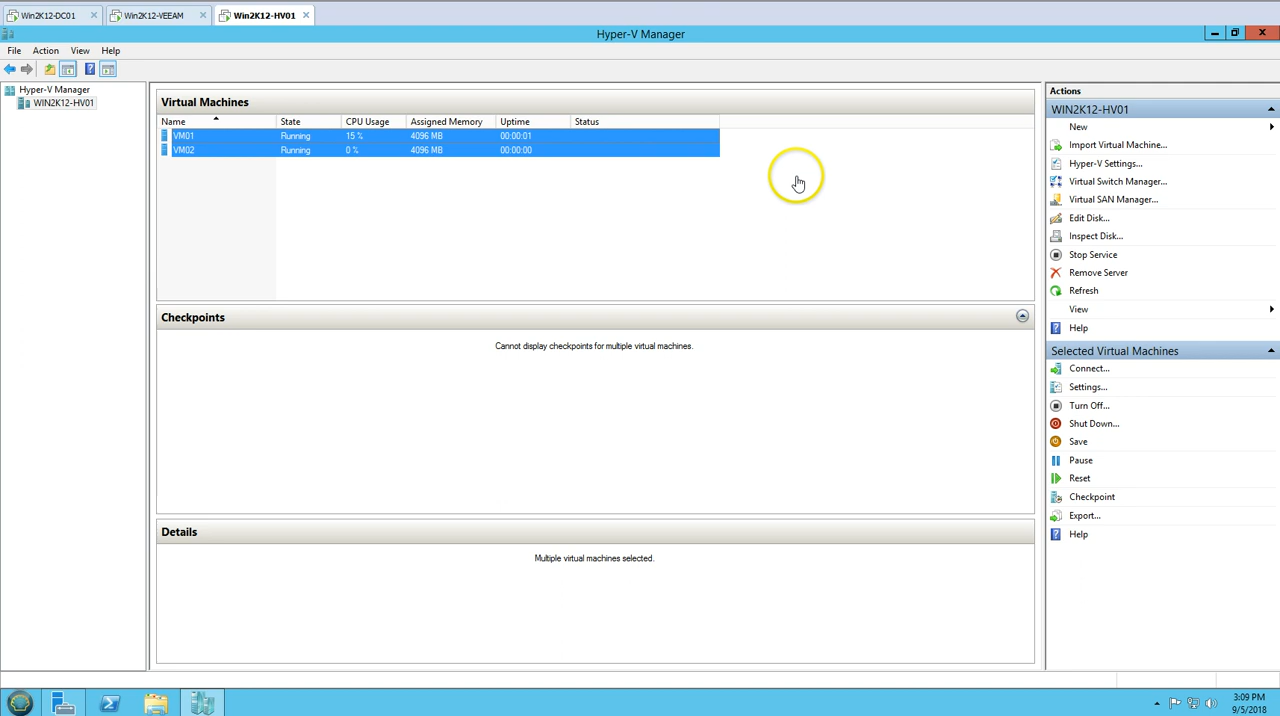 Win2K12-DC01
Win2K12-VEEAM
Win2K12-HV01
Hyper-V Manager
File Action View Help
Hyper-V Manager
WIN2K12-HV01
Virtual Machines
Name State CPU Usage Assigned Memory Uptime Status
VM01 Running 15 % 4096 MB 00:00:01
VM02 Running 0 % 4096 MB 00:00:00
Checkpoints
Cannot display checkpoints for multiple virtual machines.
Details
Multiple virtual machines selected.
Actions
WIN2K12-HV01
New
Import Virtual Machine...
Hyper-V Settings...
Virtual Switch Manager...
Virtual SAN Manager...
Edit Disk...
Inspect Disk...
Stop Service
Remove Server
Refresh
View
Help
Selected Virtual Machines
Connect...
Settings...
Turn Off...
Shut Down...
Save
Pause
Reset
Checkpoint
Export...
Help
3:09 PM
9/5/2018